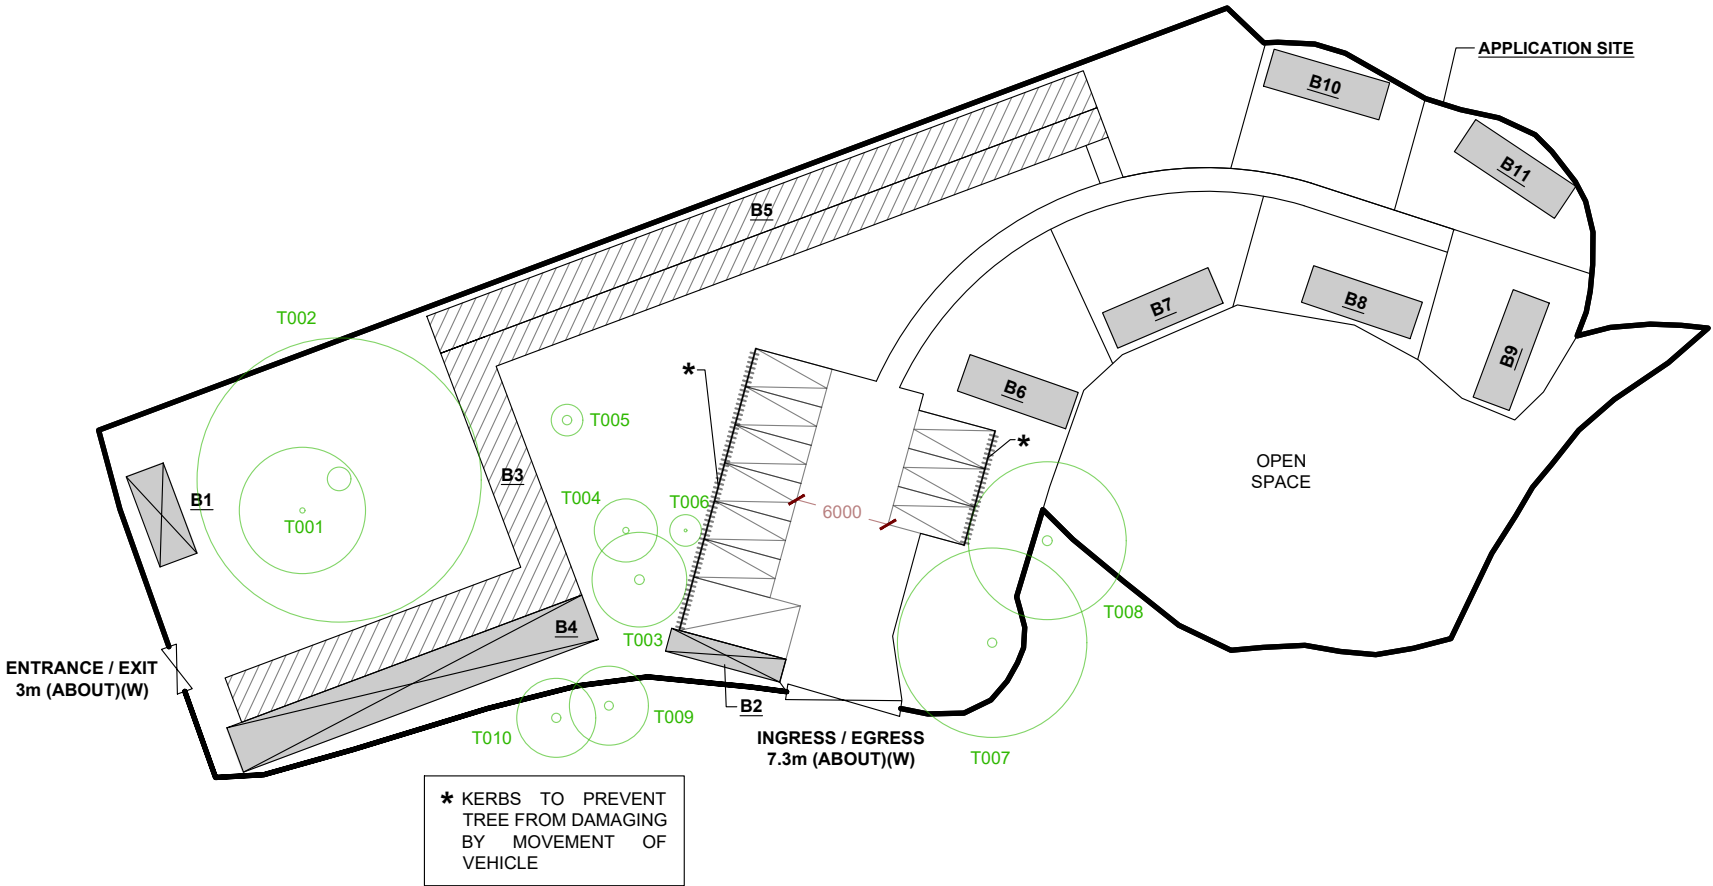 APPLICATION SITE
B10
B11
B5
B7
B8
B9
B6
T002
*
T005
*
B3
B1
T001
T004
T006
6000
OPEN
SPACE
T008
T003
B4
ENTRANCE / EXIT
3m (ABOUT)(W)
B2
T009
T010
INGRESS / EGRESS
7.3m (ABOUT)(W)
T007
* KERBS TO PREVENT
TREE FROM DAMAGING
BY MOVEMENT OF
VEHICLE